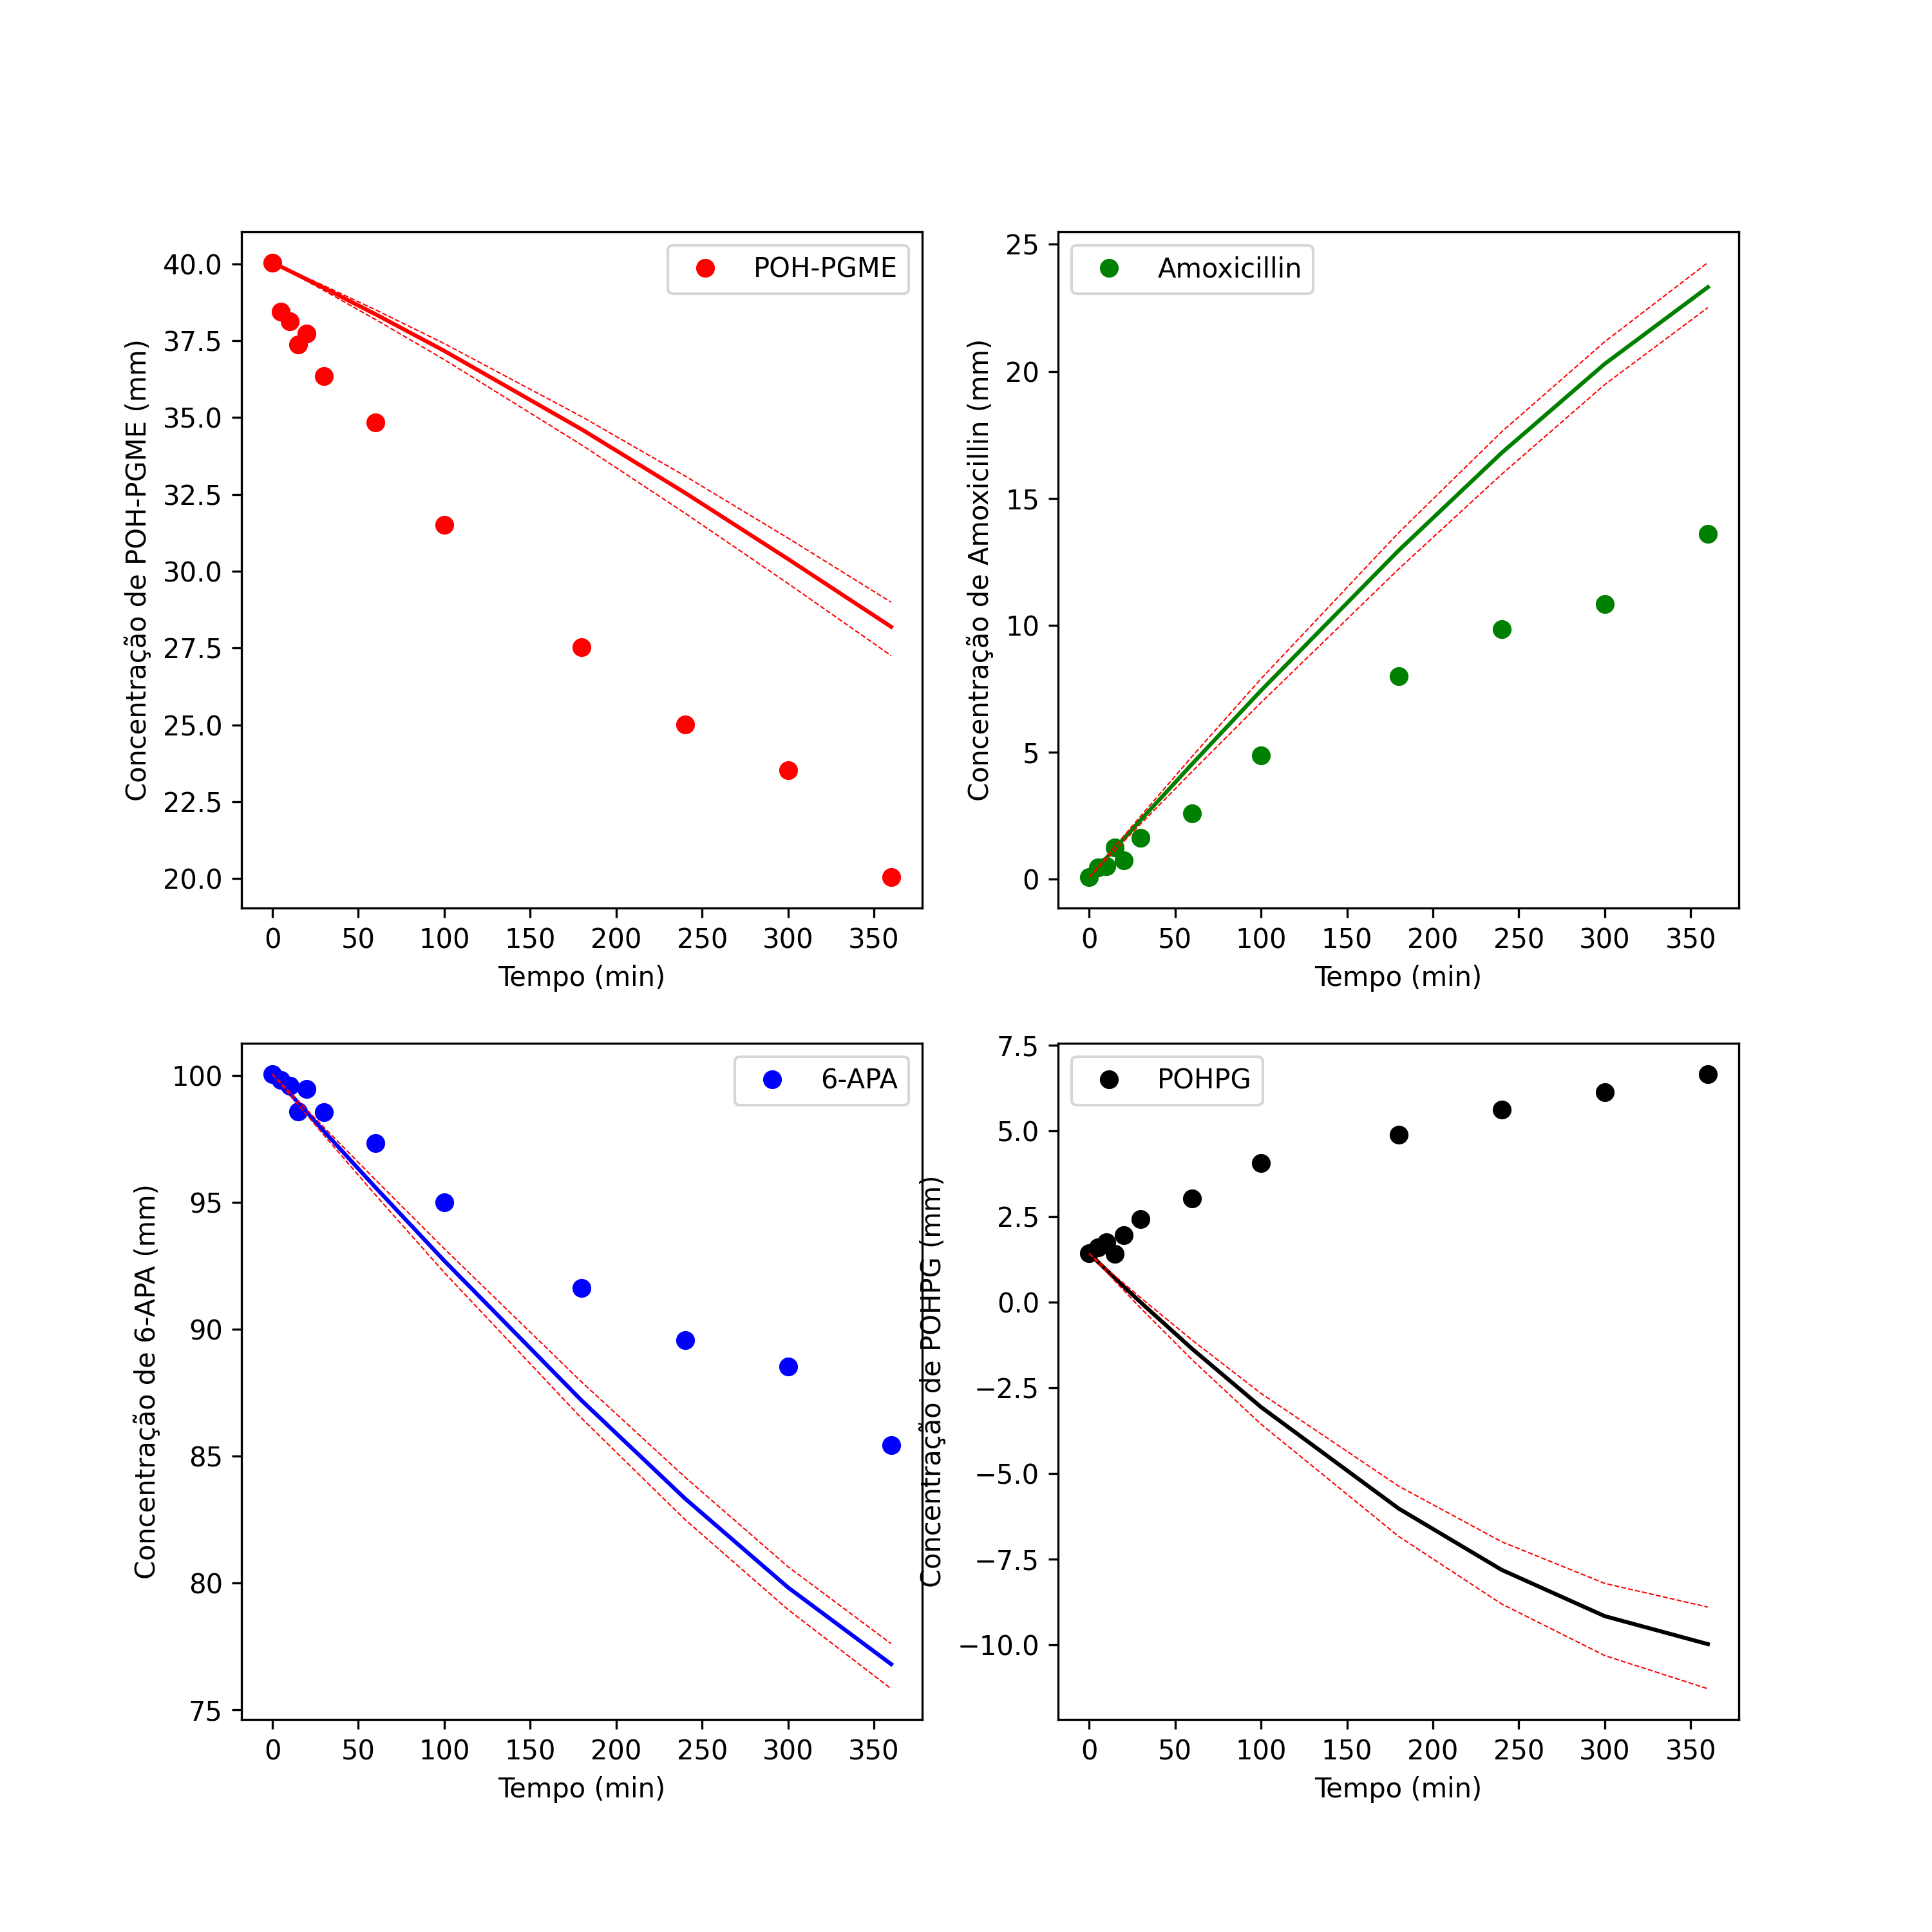 POH-PGME
Concentração de POH-PGME (mm)
40.0
37.5
35.0
32.5
30.0
27.5
25.0
22.5
20.0
0 50 100 150 200 250 300 350
Tempo (min)
Amoxicillin
Concentração de Amoxicillin (mm)
25
20
15
10
5
0
0 50 100 150 200 250 300 350
Tempo (min)
6-APA
Concentração de 6-APA (mm)
100
95
90
85
80
75
0 50 100 150 200 250 300 350
Tempo (min)
POHPG
Concentração de POHPG (mm)
7.5
5.0
2.5
0.0
−2.5
−5.0
−7.5
−10.0
0 50 100 150 200 250 300 350
Tempo (min)